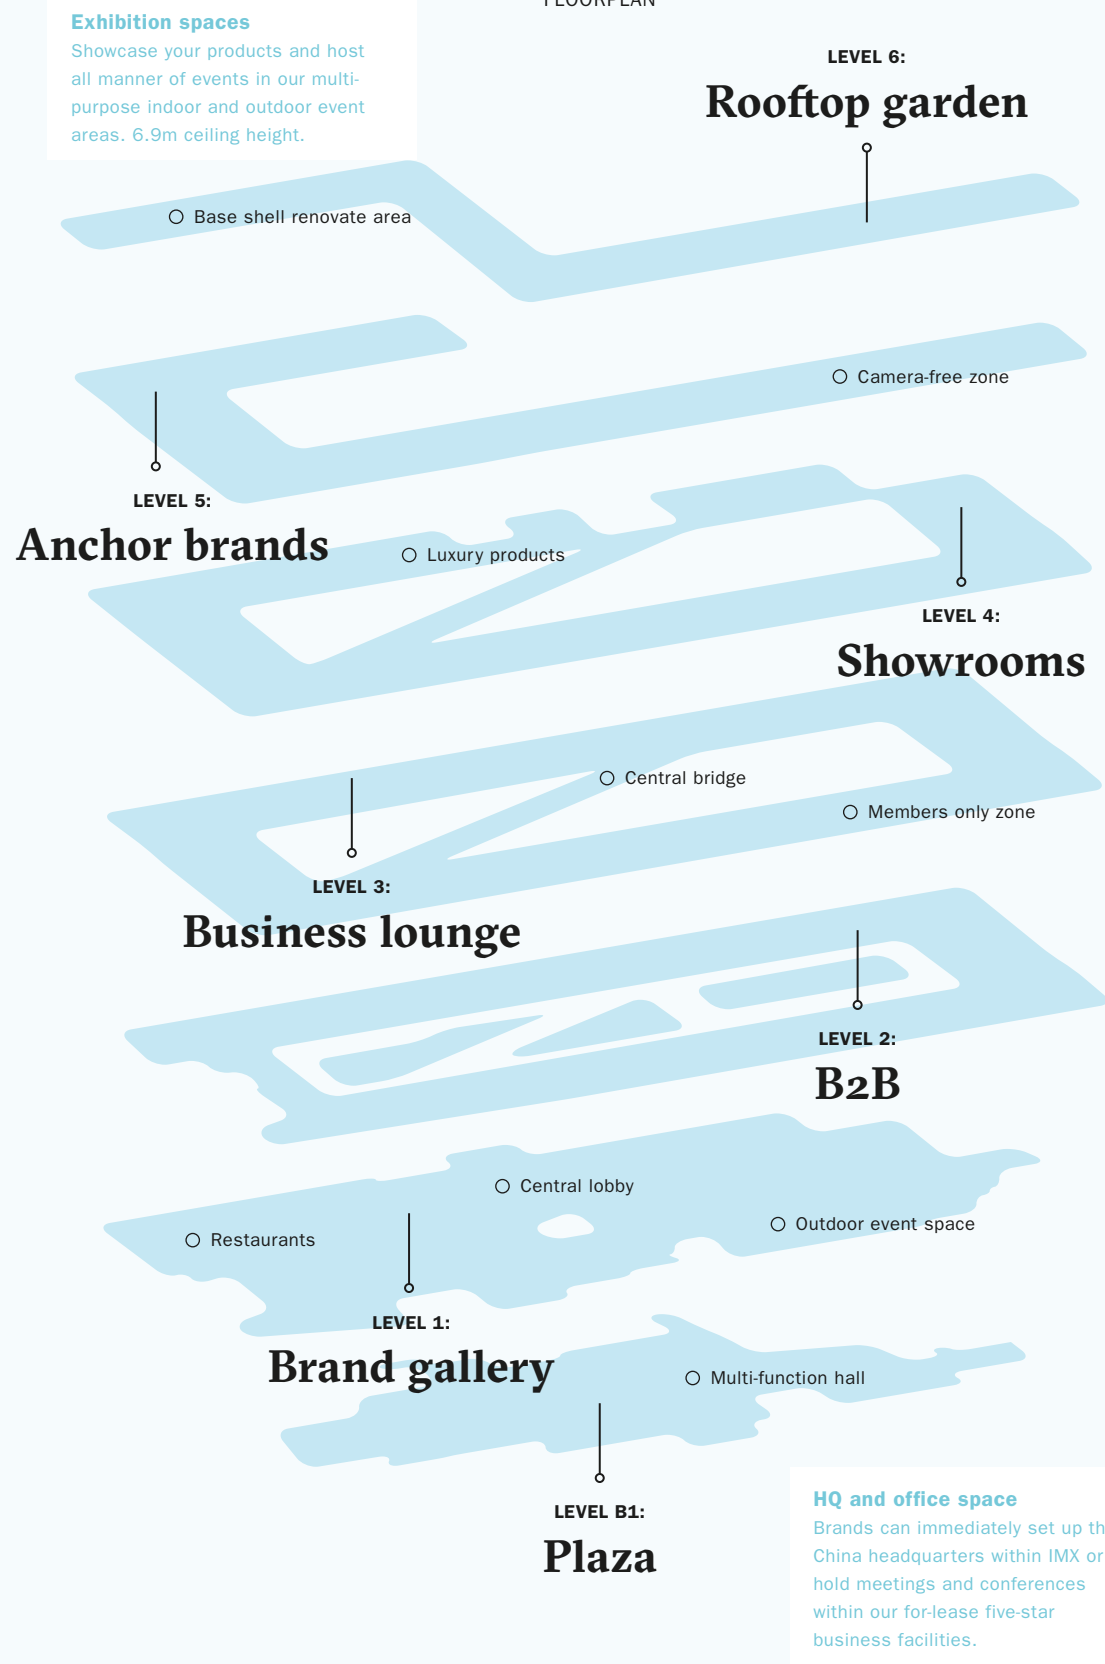 FLOORPLAN
Exhibition spaces
Showcase your products and host
all manner of events in our multi-
purpose indoor and outdoor event
areas. 6.9m ceiling height.
LEVEL 6:
Rooftop garden
Base shell renovate area
Camera-free zone
LEVEL 5:
Anchor brands
Luxury products
LEVEL 4:
Showrooms
Central bridge
Members only zone
LEVEL 3:
Business lounge
LEVEL 2:
B2B
Central lobby
Outdoor event space
Restaurants
LEVEL 1:
Brand gallery
Multi-function hall
LEVEL B1:
Plaza
HQ and office space
Brands can immediately set up th
China headquarters within IMX or
hold meetings and conferences
within our for-lease five-star
business facilities.